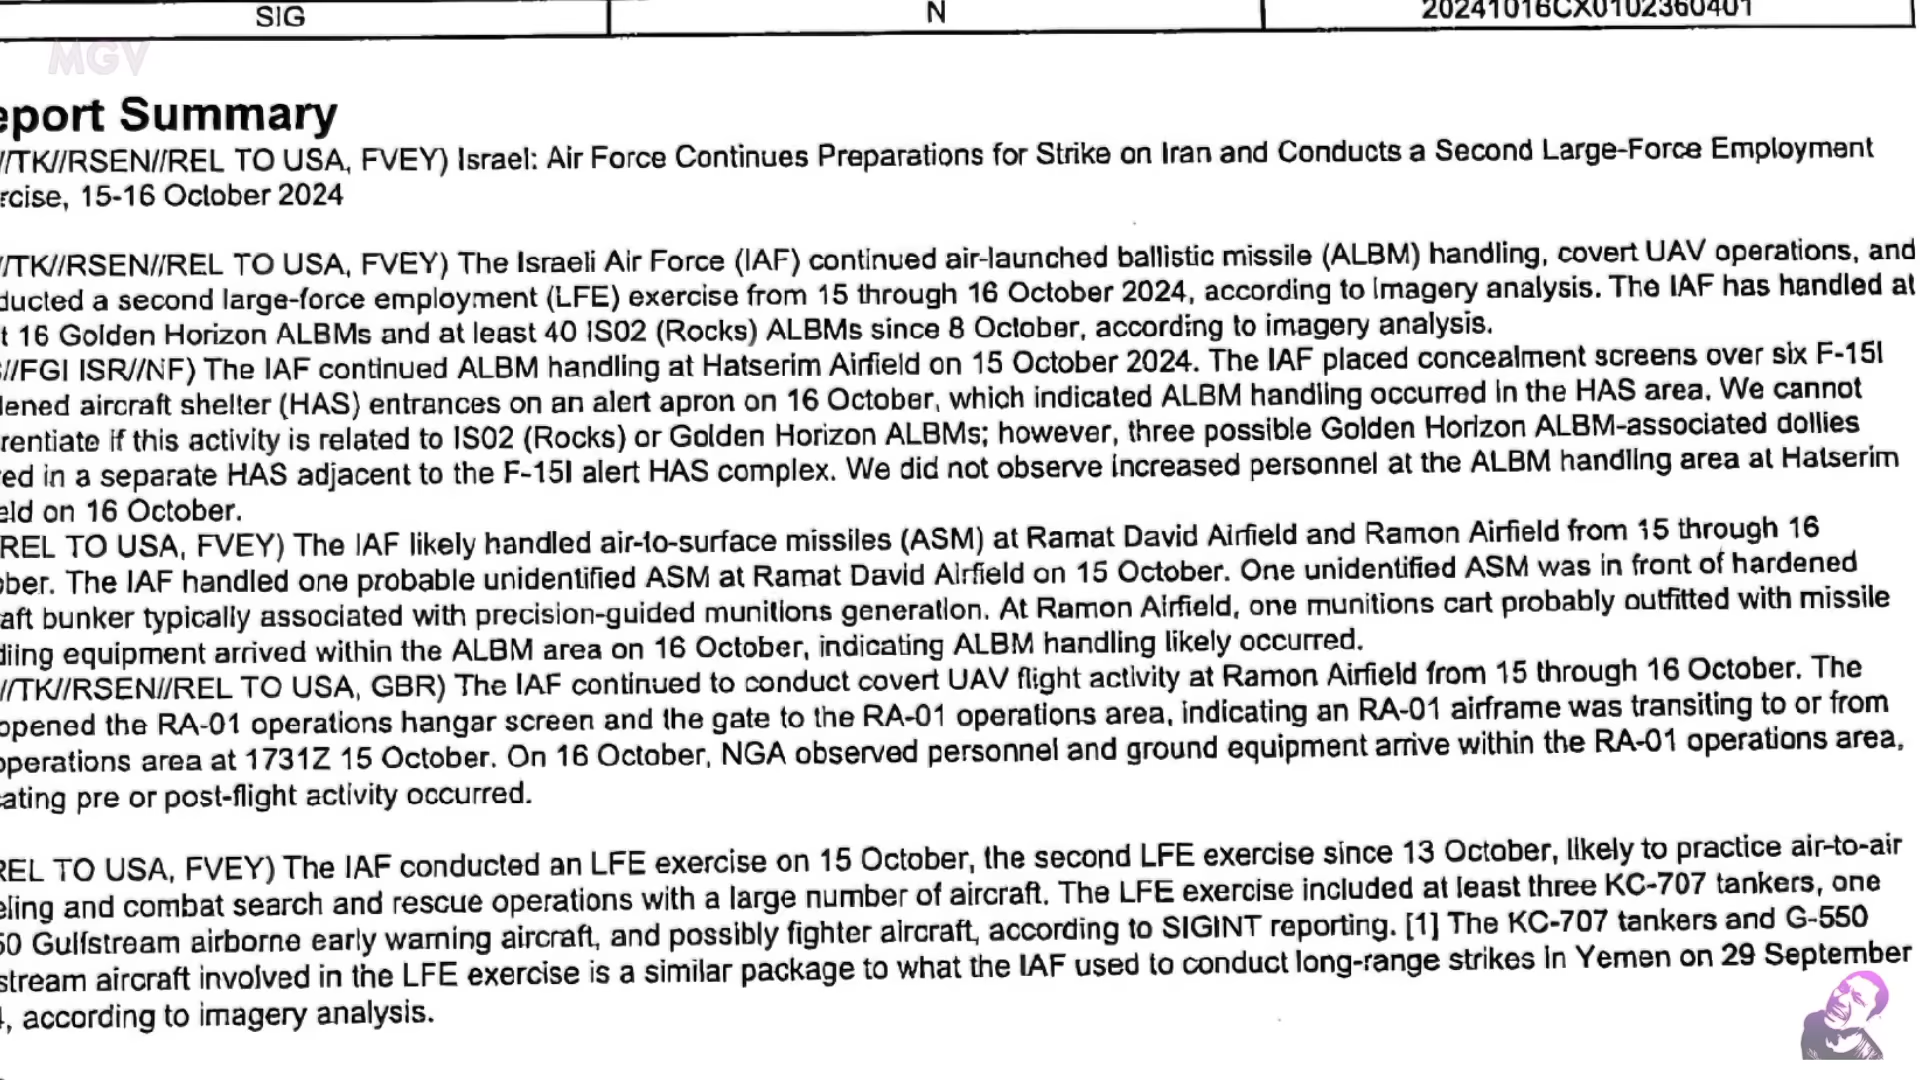 SIG N 20241016CX0102360401
MGV
eport Summary
//TK//RSEN//REL TO USA, FVEY) Israel: Air Force Continues Preparations for Strike on Iran and Conducts a Second Large-Force Employment
rcise, 15-16 October 2024
//TK//RSEN//REL TO USA, FVEY) The Israeli Air Force (IAF) continued air-launched ballistic missile (ALBM) handling, covert UAV operations, and
ducted a second large-force employment (LFE) exercise from 15 through 16 October 2024, according to imagery analysis. The IAF has handled at
t 16 Golden Horizon ALBMs and at least 40 IS02 (Rocks) ALBMs since 8 October, according to imagery analysis.
//FGI ISR//NF) The IAF continued ALBM handling at Hatserim Airfield on 15 October 2024. The IAF placed concealment screens over six F-15I
lened aircraft shelter (HAS) entrances on an alert apron on 16 October, which indicated ALBM handling occurred in the HAS area. We cannot
rentiate if this activity is related to IS02 (Rocks) or Golden Horizon ALBMs; however, three possible Golden Horizon ALBM-associated dollies
ed in a separate HAS adjacent to the F-15I alert HAS complex. We did not observe increased personnel at the ALBM handling area at Hatserim
eld on 16 October.
REL TO USA, FVEY) The IAF likely handled air-to-surface missiles (ASM) at Ramat David Airfield and Ramon Airfield from 15 through 16
ber. The IAF handled one probable unidentified ASM at Ramat David Airfield on 15 October. One unidentified ASM was in front of hardened
aft bunker typically associated with precision-guided munitions generation. At Ramon Airfield, one munitions cart probably outfitted with missile
dling equipment arrived within the ALBM area on 16 October, indicating ALBM handling likely occurred.
//TK//RSEN//REL TO USA, GBR) The IAF continued to conduct covert UAV flight activity at Ramon Airfield from 15 through 16 October. The
opened the RA-01 operations hangar screen and the gate to the RA-01 operations area, indicating an RA-01 airframe was transiting to or from
operations area at 1731Z 15 October. On 16 October, NGA observed personnel and ground equipment arrive within the RA-01 operations area,
cating pre or post-flight activity occurred.
REL TO USA, FVEY) The IAF conducted an LFE exercise on 15 October, the second LFE exercise since 13 October, likely to practice air-to-air
eling and combat search and rescue operations with a large number of aircraft. The LFE exercise included at least three KC-707 tankers, one
50 Gulfstream airborne early warning aircraft, and possibly fighter aircraft, according to SIGINT reporting. [1] The KC-707 tankers and G-550
stream aircraft involved in the LFE exercise is a similar package to what the IAF used to conduct long-range strikes in Yemen on 29 September
4, according to imagery analysis.